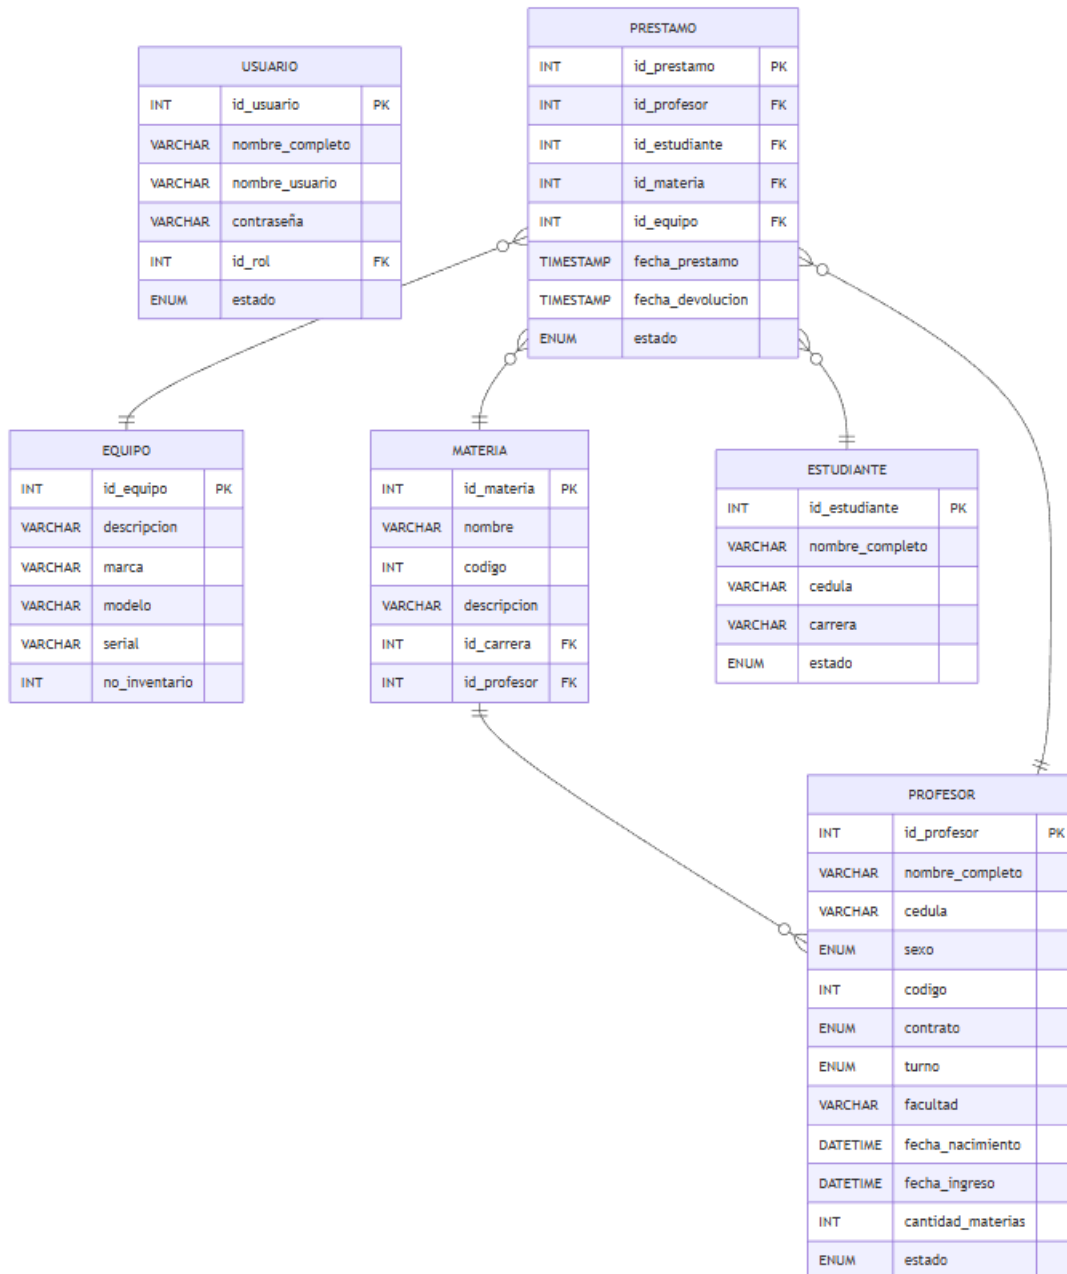 USUARIO
INT id_usuario PK
VARCHAR nombre_completo
VARCHAR nombre_usuario
VARCHAR contraseña
INT id_rol FK
ENUM estado
PRESTAMO
INT id_prestamo PK
INT id_profesor FK
INT id_estudiante FK
INT id_materia FK
INT id_equipo FK
TIMESTAMP fecha_prestamo
TIMESTAMP fecha_devolucion
ENUM estado
EQUIPO
INT id_equipo PK
VARCHAR descripcion
VARCHAR marca
VARCHAR modelo
VARCHAR serial
INT no_inventario
MATERIA
INT id_materia PK
VARCHAR nombre
INT codigo
VARCHAR descripcion
INT id_carrera FK
INT id_profesor FK
ESTUDIANTE
INT id_estudiante PK
VARCHAR nombre_completo
VARCHAR cedula
VARCHAR carrera
ENUM estado
PROFESOR
INT id_profesor PK
VARCHAR nombre_completo
VARCHAR cedula
ENUM sexo
INT codigo
ENUM contrato
ENUM turno
VARCHAR facultad
DATETIME fecha_nacimiento
DATETIME fecha_ingreso
INT cantidad_materias
ENUM estado